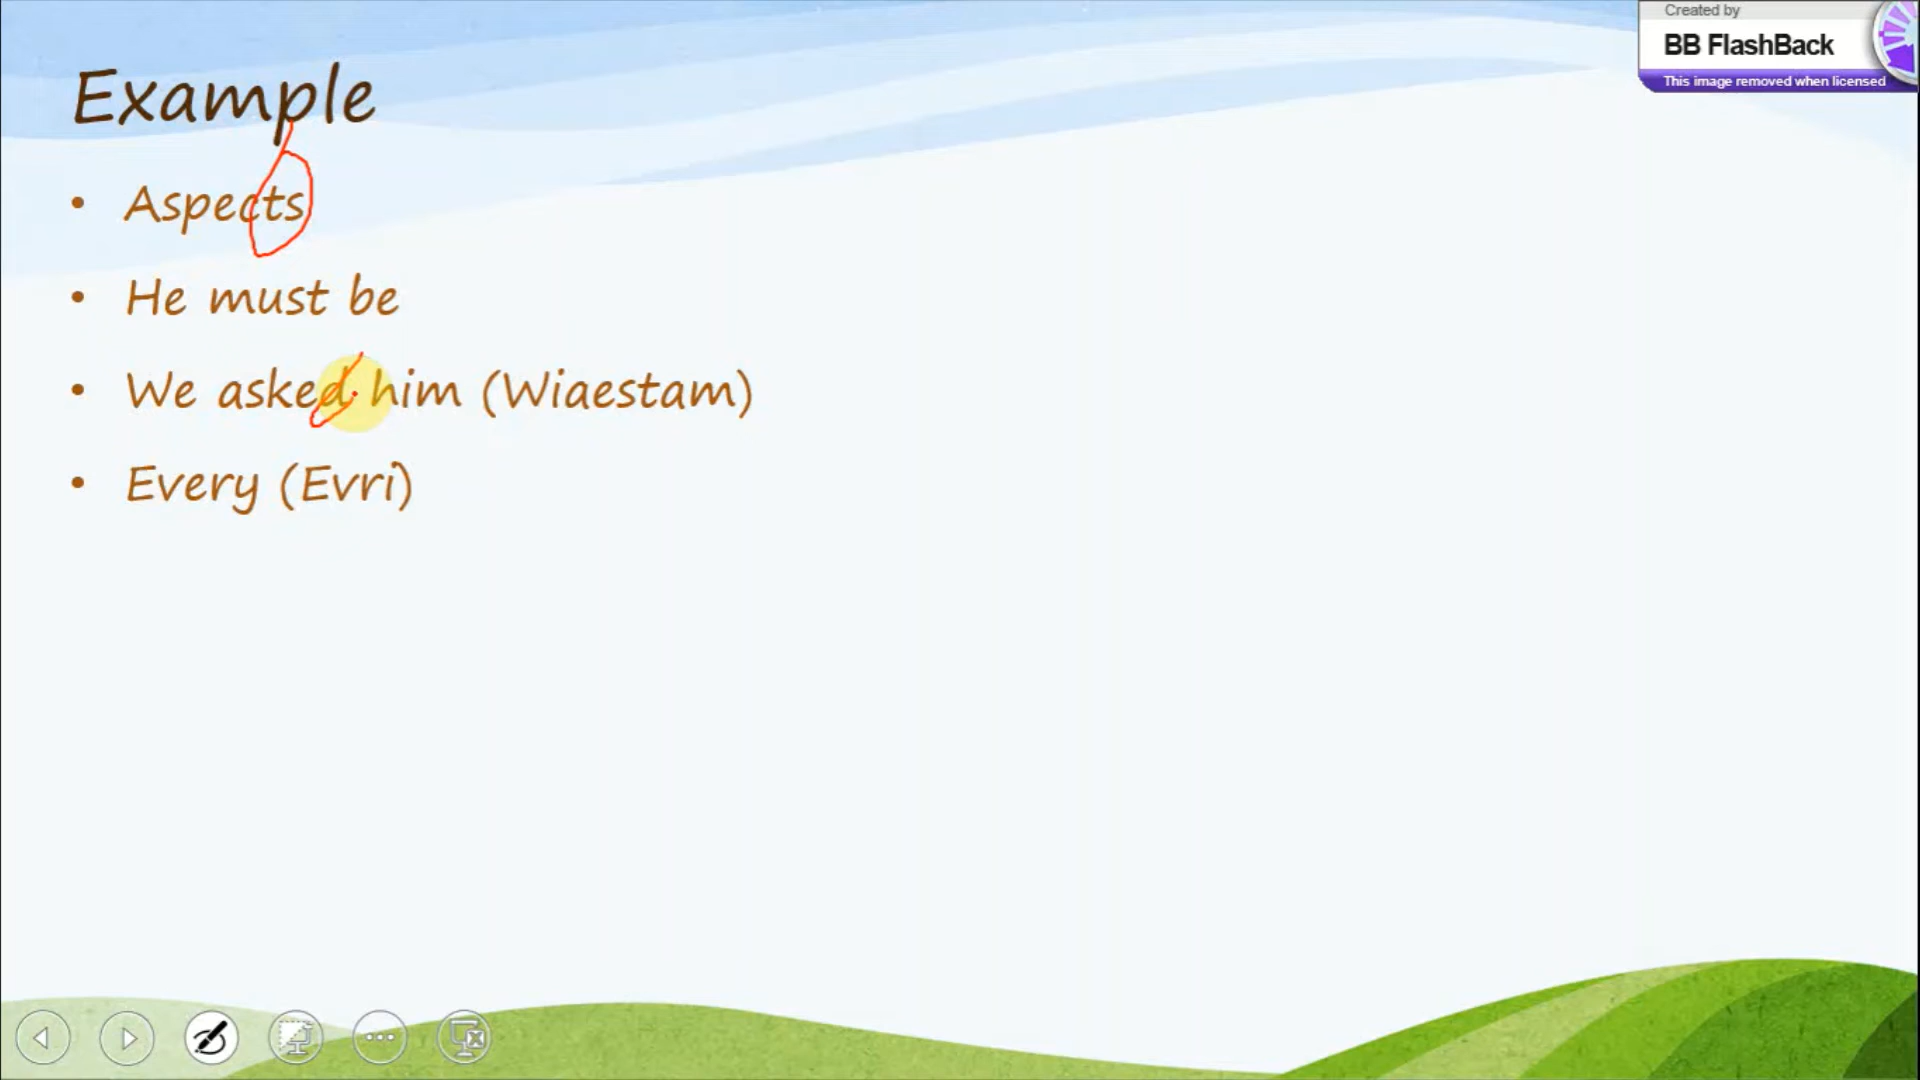 Created by
BB FlashBack
This image removed when licensed
Example
• Aspects
• He must be
• We asked him (Wiaestam)
• Every (Evri)